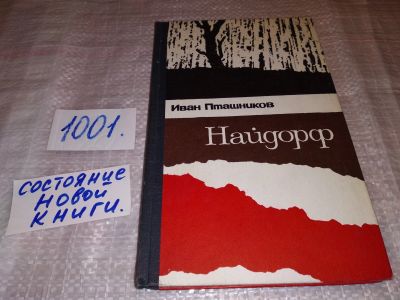 1001.
состояние
новой
книги.
Иван Пташников
Найдорф